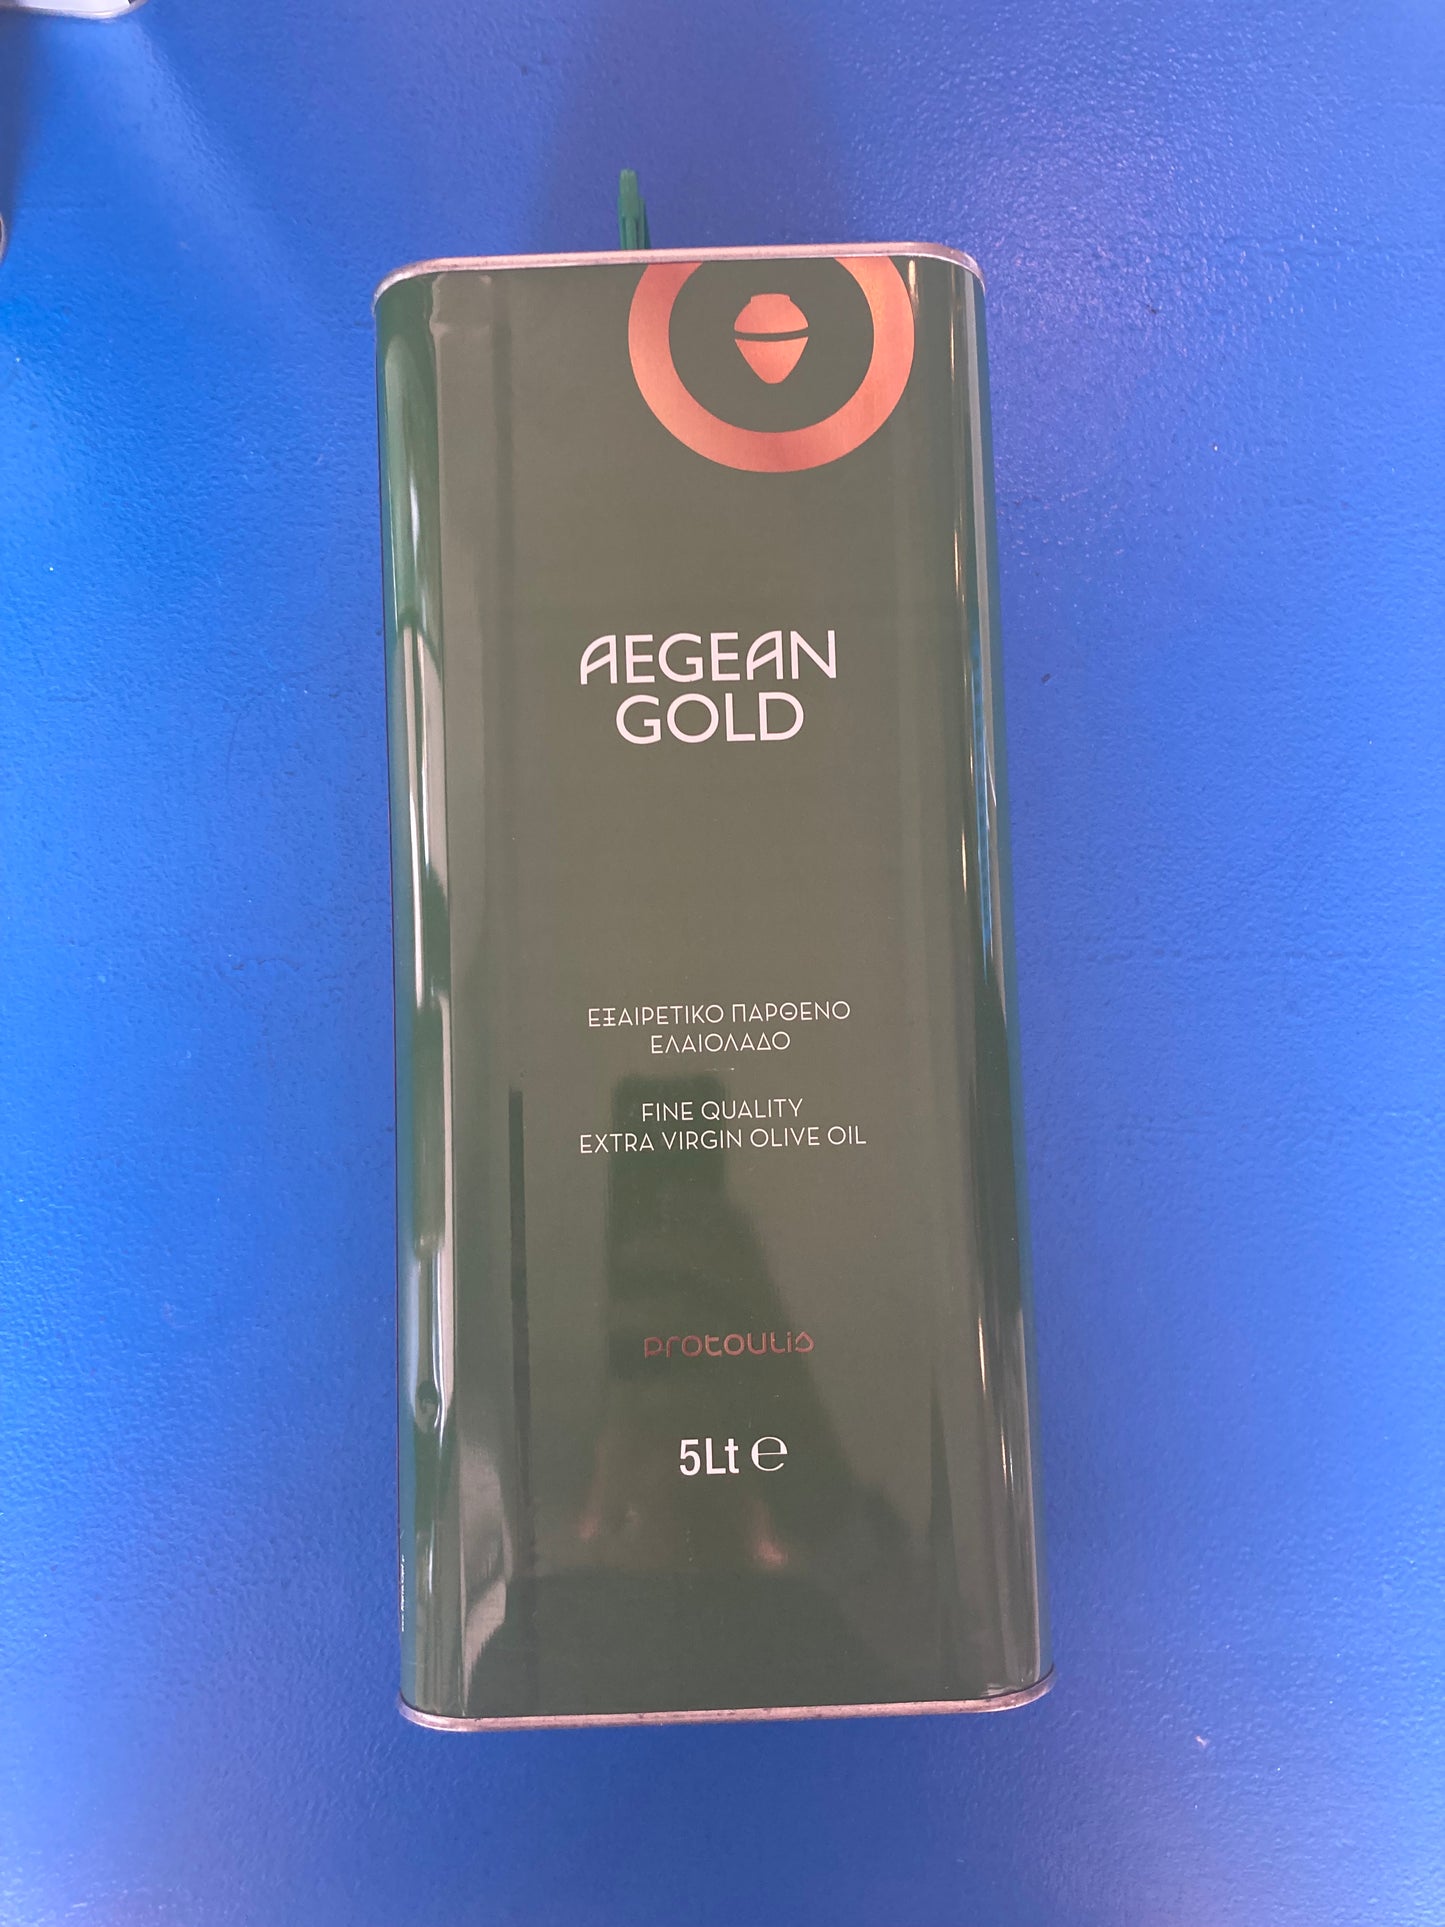 AEGEAN
GOLD
ΕΞΑΙΡΕΤΙΚΟ ΠΑΡΘΕΝΟ
ΕΛΑΙΟΛΑΔΟ
FINE QUALITY
EXTRA VIRGIN OLIVE OIL
protoulis
5Lt ℮